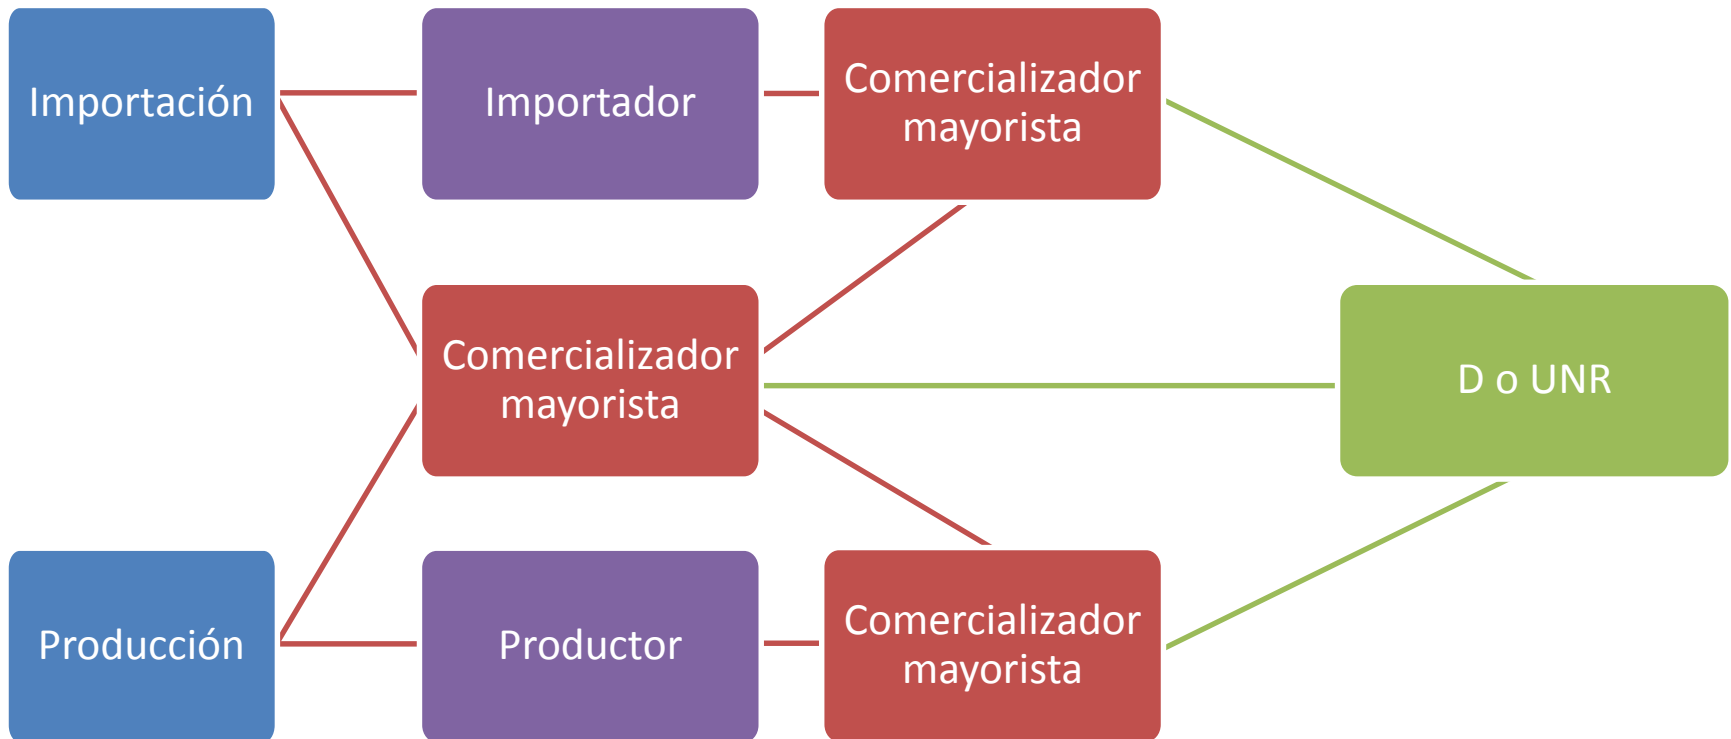 Importación
Importador
Comercializador
mayorista
Comercializador
mayorista
D o UNR
Producción
Productor
Comercializador
mayorista